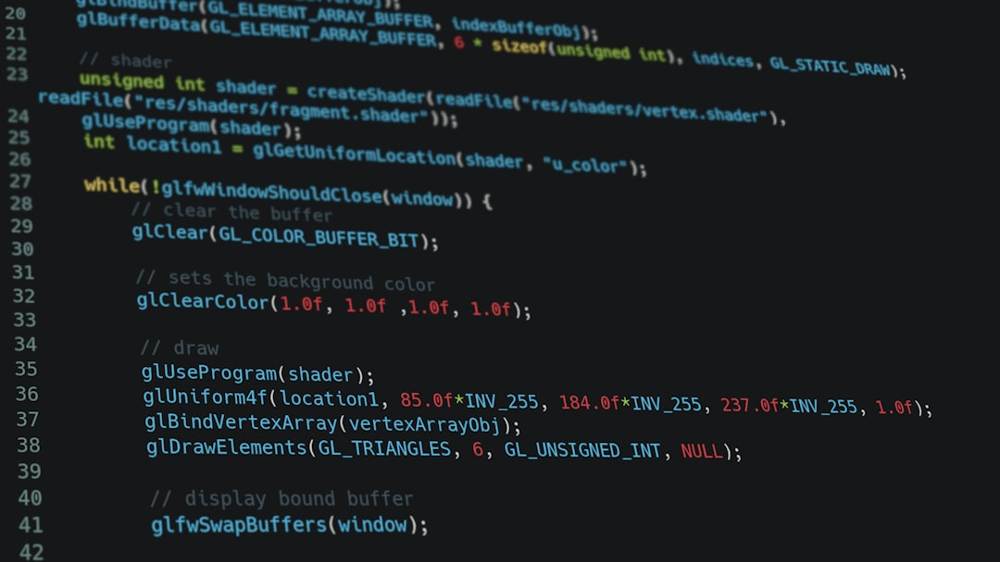 20 glBindBuffer(GL_ELEMENT_ARRAY_BUFFER, indexBufferObj);
21 glBufferData(GL_ELEMENT_ARRAY_BUFFER, 6 * sizeof(unsigned int), indices, GL_STATIC_DRAW);
22 // shader
23 unsigned int shader = createShader(readFile("res/shaders/vertex.shader"),
readFile("res/shaders/fragment.shader"));
24 glUseProgram(shader);
25 int location1 = glGetUniformLocation(shader, "u_color");
26
27 while(!glfwWindowShouldClose(window)) {
28 // clear the buffer
29 glClear(GL_COLOR_BUFFER_BIT);
30
31 // sets the background color
32 glClearColor(1.0f, 1.0f ,1.0f, 1.0f);
33
34 // draw
35 glUseProgram(shader);
36 glUniform4f(location1, 85.0f*INV_255, 184.0f*INV_255, 237.0f*INV_255, 1.0f);
37 glBindVertexArray(vertexArrayObj);
38 glDrawElements(GL_TRIANGLES, 6, GL_UNSIGNED_INT, NULL);
39
40 // display bound buffer
41 glfwSwapBuffers(window);
42